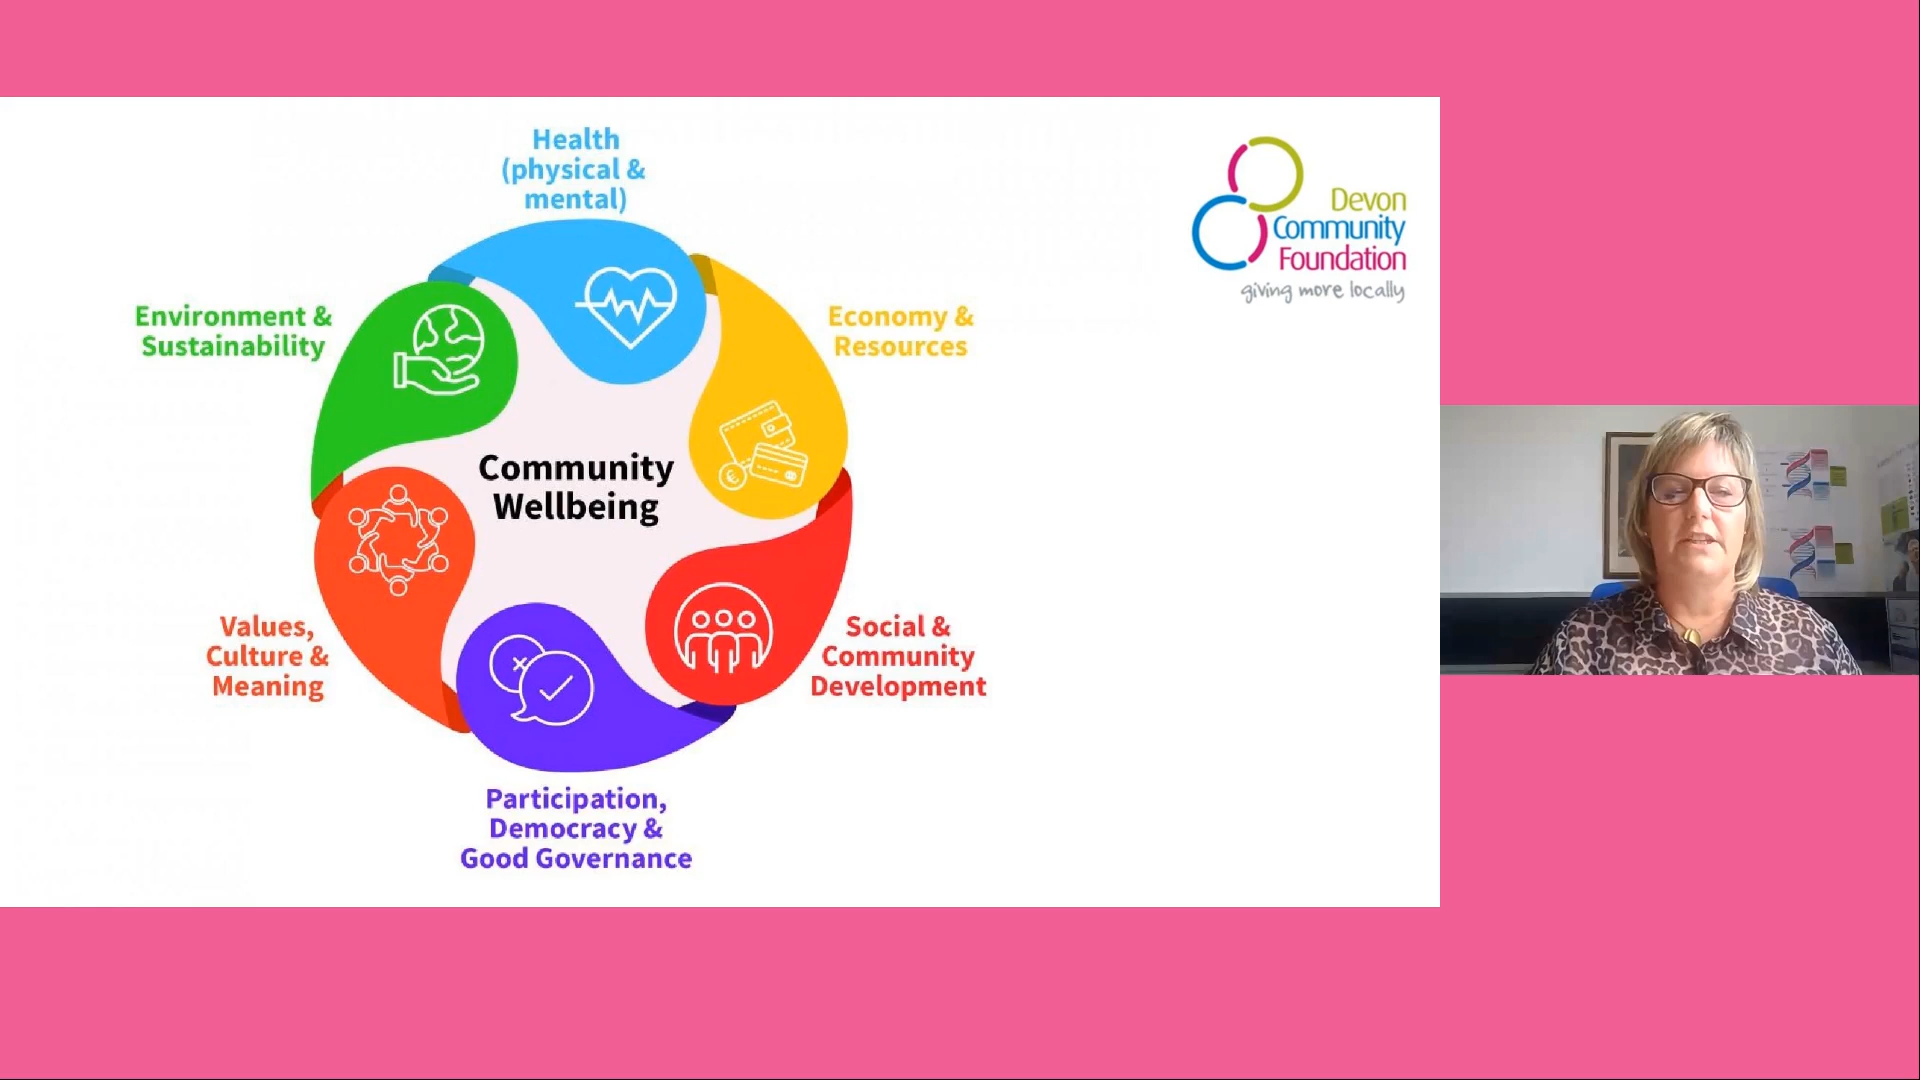 Health
(physical &
mental)
Devon
Community
Foundation
giving more locally
Environment &
Sustainability
Economy &
Resources
Community
Wellbeing
€
Values,
Culture &
Meaning
Social &
Community
Development
Participation,
Democracy &
Good Governance